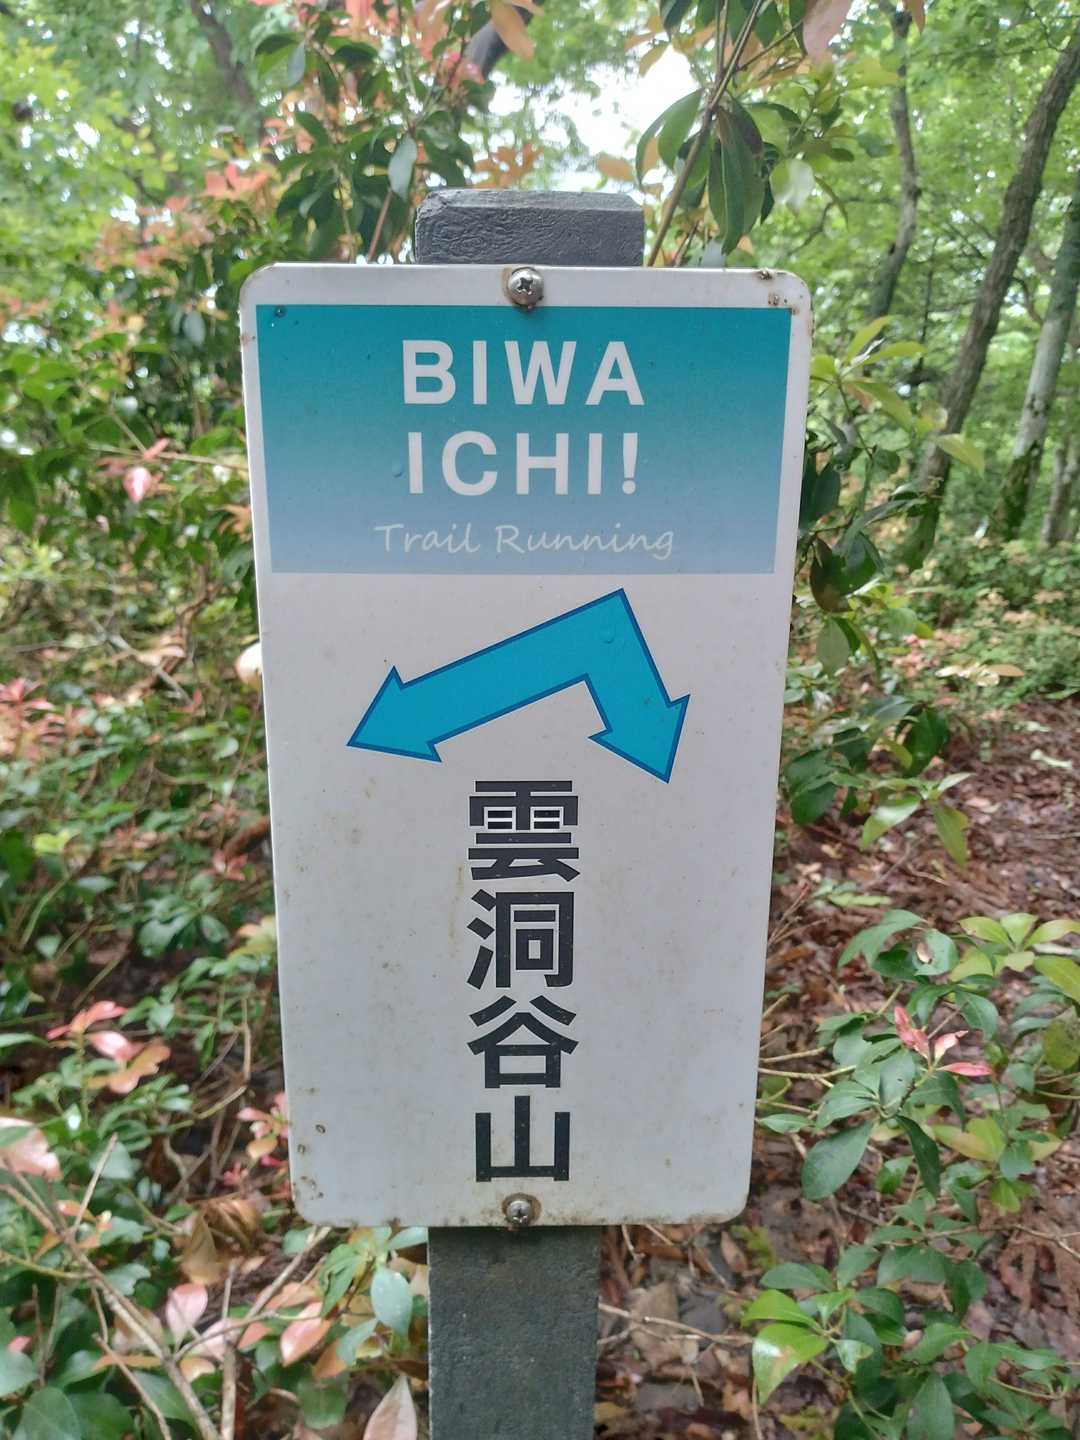 BIWA
ICHI!
Trail Running
雲洞谷山